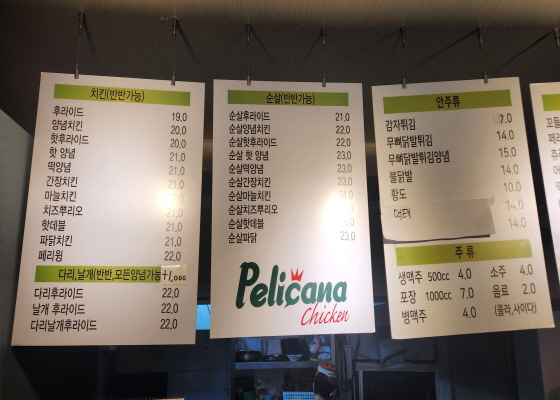 치킨(반반가능)
후라이드 19,0
양념치킨 20,0
핫후라이드 20,0
핫 양념 21,0
떡양념 21,0
간장치킨 21,0
마늘치킨
치즈뿌리오 21,0
핫데블 21,0
파닭치킨 21,0
페리윙 22,0
다리,날개(반반,모든양념가능+1,000
다리후라이드 22,0
날개 후라이드 22,0
다리날개후라이드 22,0
순살(반반가능)
순살후라이드 21,0
순살양념치킨 22,0
순살핫후라이드 22,0
순살 핫 양념 23,0
순살떡양념 23,0
순살간장치킨 23,0
순살마늘치킨
순살치즈뿌리오
순살핫데블
순살파닭 23,0
Pelicana
Chicken
안주류
감자튀김 7.0
무뼈닭발튀김 14.0
무뼈닭발튀김양념 15.0
불닭발 14.0
황도 10.0
14.0
14.0
주 류
생맥주 500cc 4.0 소주 4.0
포장 1000cc 7.0 음료 2.0
병맥주 4.0 (콜라,사이다)